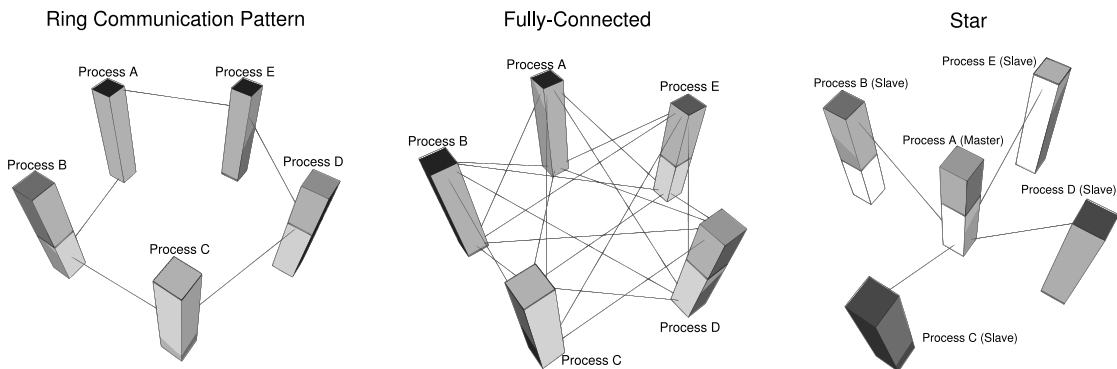 Ring Communication Pattern
Process A
Process E
Process B
Process D
Process C
Fully-Connected
Process A
Process E
Process B
Process D
Process C
Star
Process E (Slave)
Process B (Slave)
Process A (Master)
Process D (Slave)
Process C (Slave)